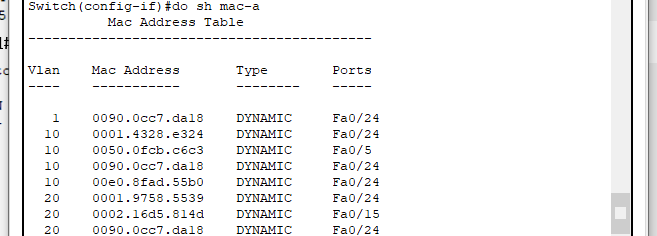 Switch(config-if)#do sh mac-a
Mac Address Table
-------------------------------------------
Vlan Mac Address Type Ports
---- ----------- -------- -----
1 0090.0cc7.da18 DYNAMIC Fa0/24
10 0001.4328.e324 DYNAMIC Fa0/24
10 0050.0fcb.c6c3 DYNAMIC Fa0/5
10 0090.0cc7.da18 DYNAMIC Fa0/24
10 00e0.8fad.55b0 DYNAMIC Fa0/24
20 0001.9758.5539 DYNAMIC Fa0/24
20 0002.16d5.814d DYNAMIC Fa0/15
20 0090.0cc7.da18 DYNAMIC Fa0/24